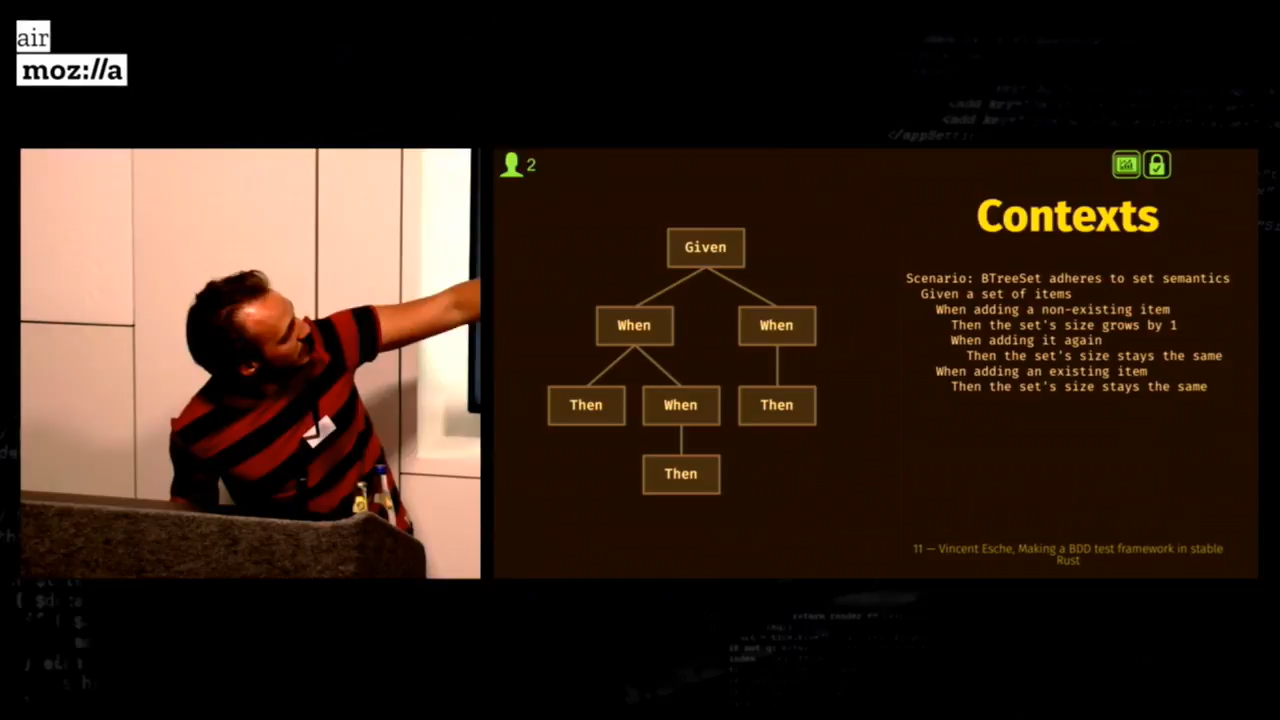 air
moz://a
2
Contexts
Given
When
When
Then
When
Then
Then
Scenario: BTreeSet adheres to set semantics
Given a set of items
When adding a non-existing item
Then the set's size grows by 1
When adding it again
Then the set's size stays the same
When adding an existing item
Then the set's size stays the same
11 — Vincent Esche, Making a BDD test framework in stable
Rust